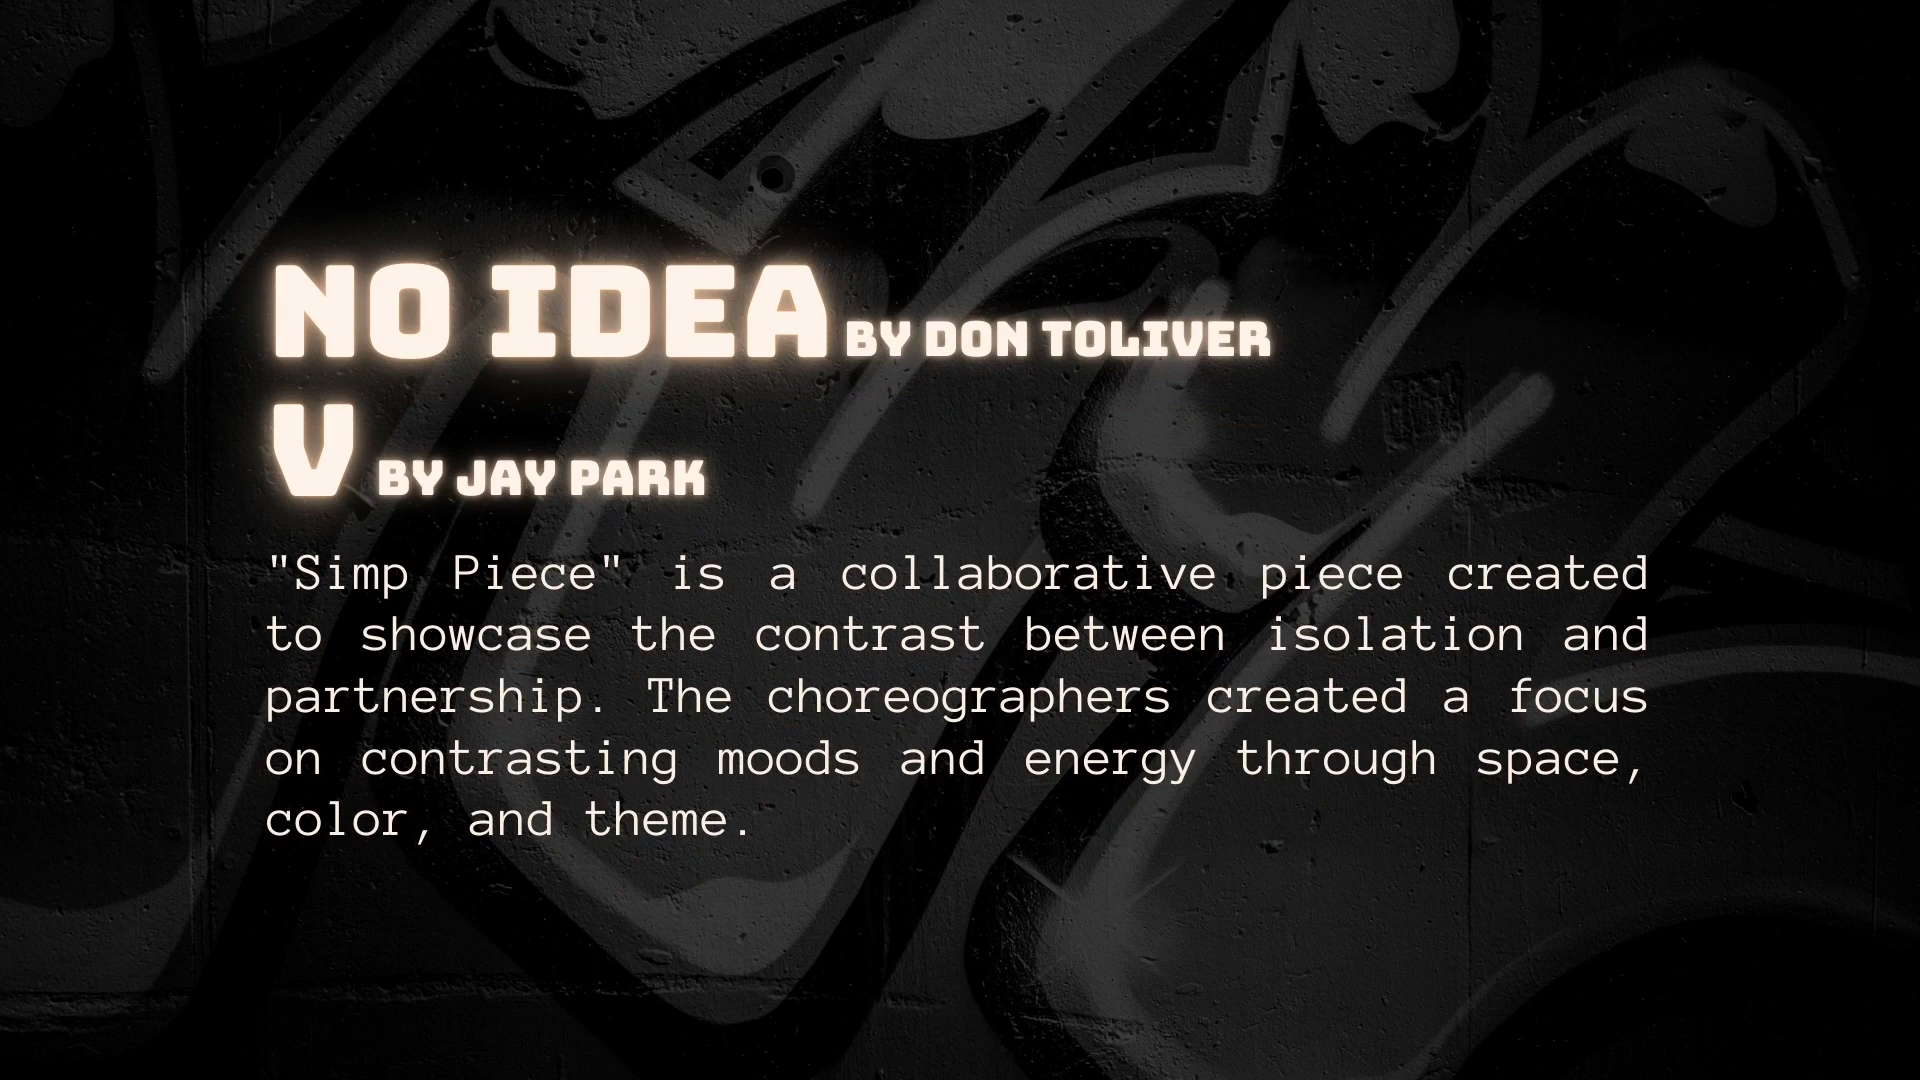 NO IDEA BY DON TOLIVER
V BY JAY PARK
"Simp Piece" is a collaborative piece created
to showcase the contrast between isolation and
partnership. The choreographers created a focus
on contrasting moods and energy through space,
color, and theme.